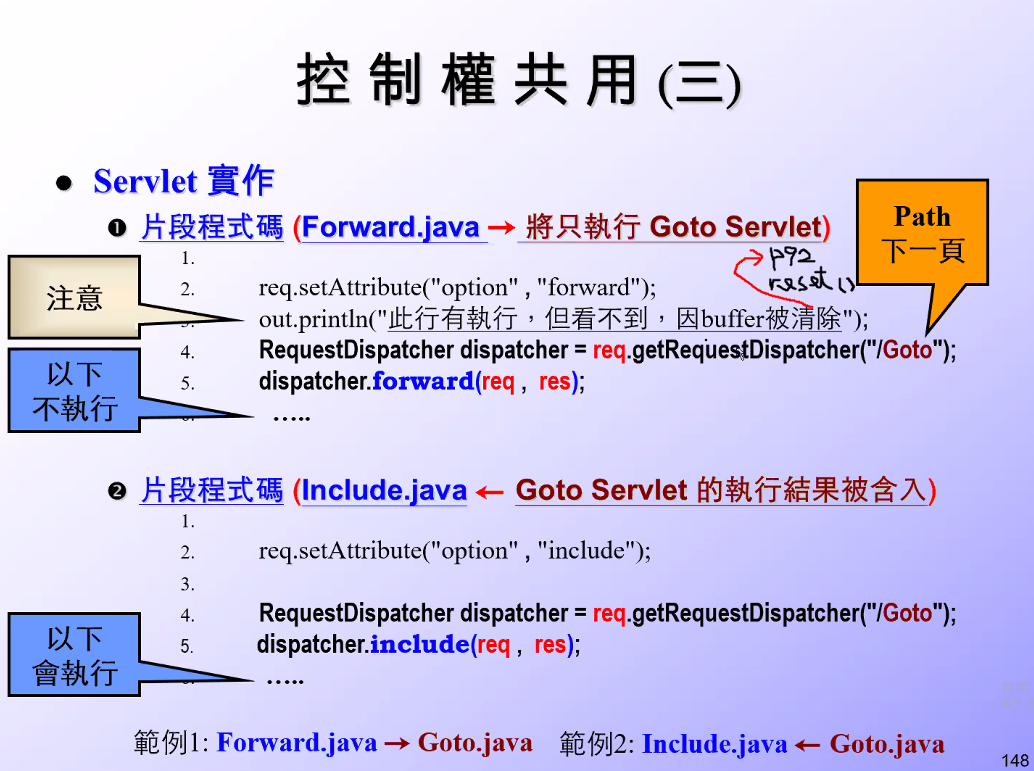 控制權共用 (三)
● Servlet 實作
Path
下一頁
❶ 片段程式碼 (Forward.java → 將只執行 Goto Servlet)
p92
reset()
注意
1.
2. req.setAttribute("option" , "forward");
out.println("此行有執行，但看不到，因buffer被清除");
4. RequestDispatcher dispatcher = req.getRequestDispatcher("/Goto");
5. dispatcher.forward(req , res);
…..
以下
不執行
❷ 片段程式碼 (Include.java ← Goto Servlet 的執行結果被含入)
1.
2. req.setAttribute("option" , "include");
3.
4. RequestDispatcher dispatcher = req.getRequestDispatcher("/Goto");
5. dispatcher.include(req , res);
…..
以下
會執行
範例1: Forward.java → Goto.java 範例2: Include.java ← Goto.java
148